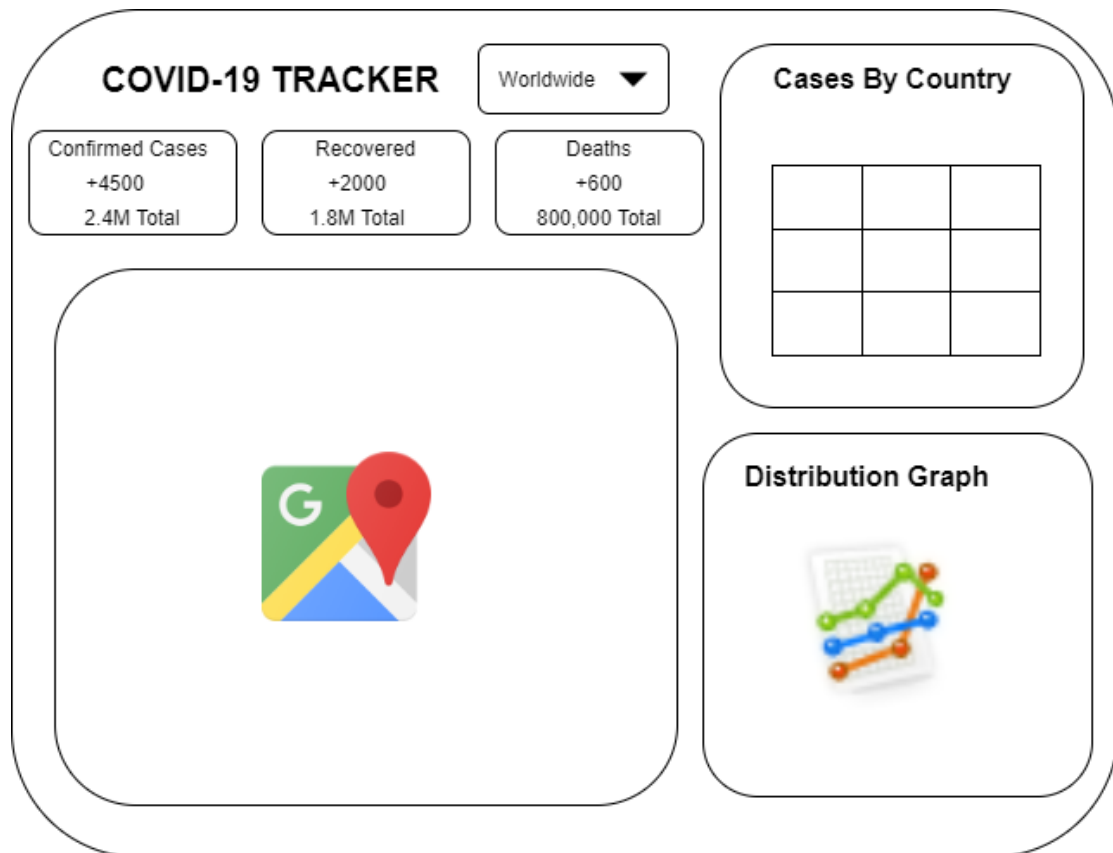 COVID-19 TRACKER
Worldwide
Confirmed Cases
+4500
2.4M Total
Recovered
+2000
1.8M Total
Deaths
+600
800,000 Total
Cases By Country
G
Distribution Graph